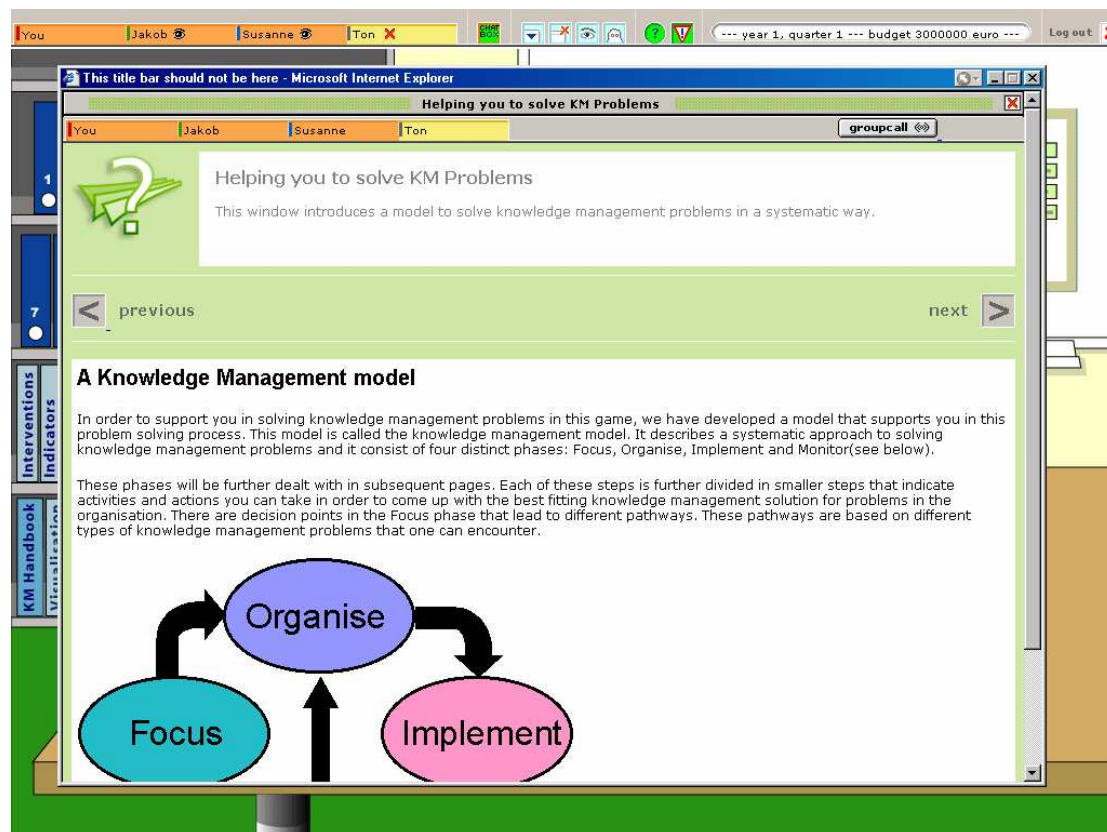 You Jakob Susanne Ton CHAT BOX ? --- year 1, quarter 1 --- budget 3000000 euro --- Log out
This title bar should not be here - Microsoft Internet Explorer
Helping you to solve KM Problems
You Jakob Susanne Ton groupcall
Helping you to solve KM Problems
This window introduces a model to solve knowledge management problems in a systematic way.
1
< previous next >
7
A Knowledge Management model
In order to support you in solving knowledge management problems in this game, we have developed a model that supports you in this
problem solving process. This model is called the knowledge management model. It describes a systematic approach to solving
knowledge management problems and it consist of four distinct phases: Focus, Organise, Implement and Monitor(see below).
These phases will be further dealt with in subsequent pages. Each of these steps is further divided in smaller steps that indicate
activities and actions you can take in order to come up with the best fitting knowledge management solution for problems in the
organisation. There are decision points in the Focus phase that lead to different pathways. These pathways are based on different
types of knowledge management problems that one can encounter.
Interventions
Indicators
KM Handbook
Visualisation
Organise
Focus
Implement